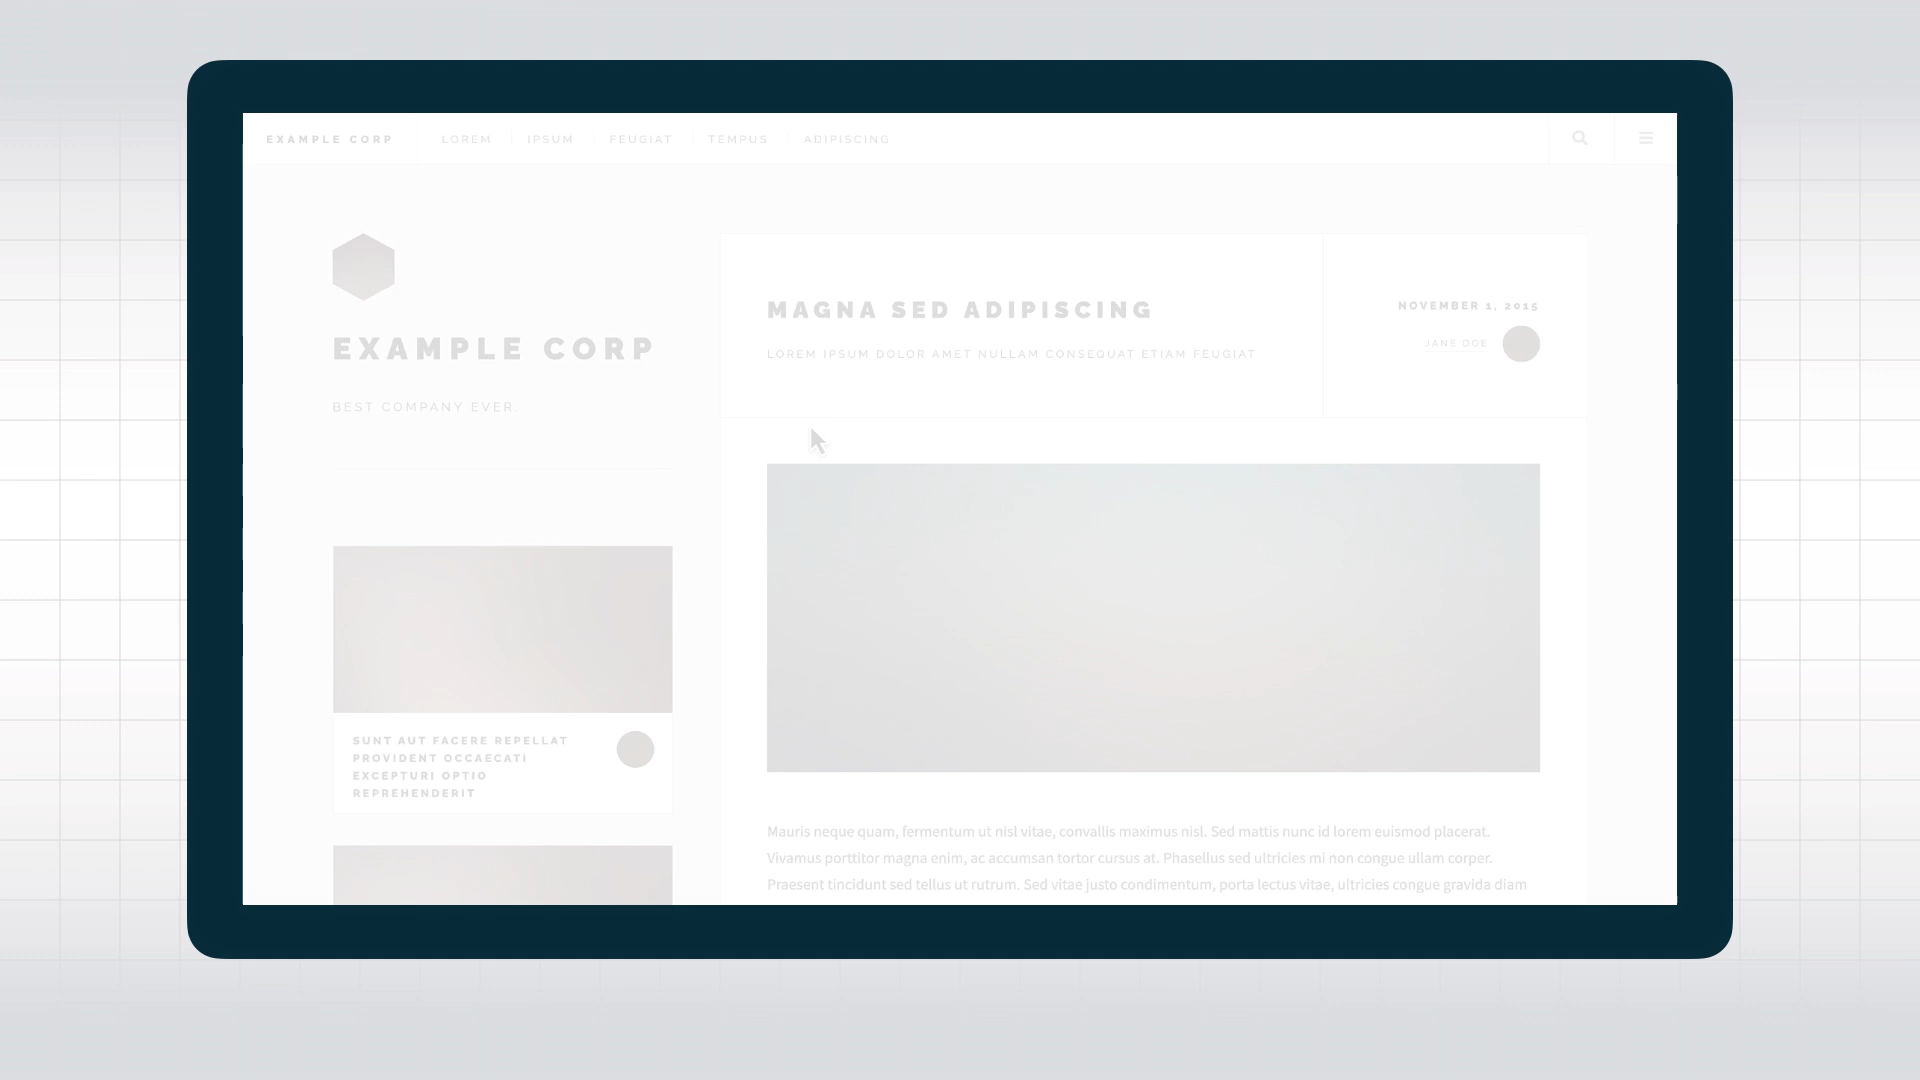 EXAMPLE CORP LOREM IPSUM FEUGIAT TEMPUS ADIPISCING
EXAMPLE CORP
BEST COMPANY EVER.
SUNT AUT FACERE REPELLAT
PROVIDENT OCCAECATI
EXCEPTURI OPTIO
REPREHENDERIT
MAGNA SED ADIPISCING
LOREM IPSUM DOLOR AMET NULLAM CONSEQUAT ETIAM FEUGIAT
NOVEMBER 1, 2015
JANE DOE
Mauris neque quam, fermentum ut nisl vitae, convallis maximus nisl. Sed mattis nunc id lorem euismod placerat.
Vivamus porttitor magna enim, ac accumsan tortor cursus at. Phasellus sed ultricies mi non congue ullam corper.
Praesent tincidunt sed tellus ut rutrum. Sed vitae justo condimentum, porta lectus vitae, ultricies congue gravida diam